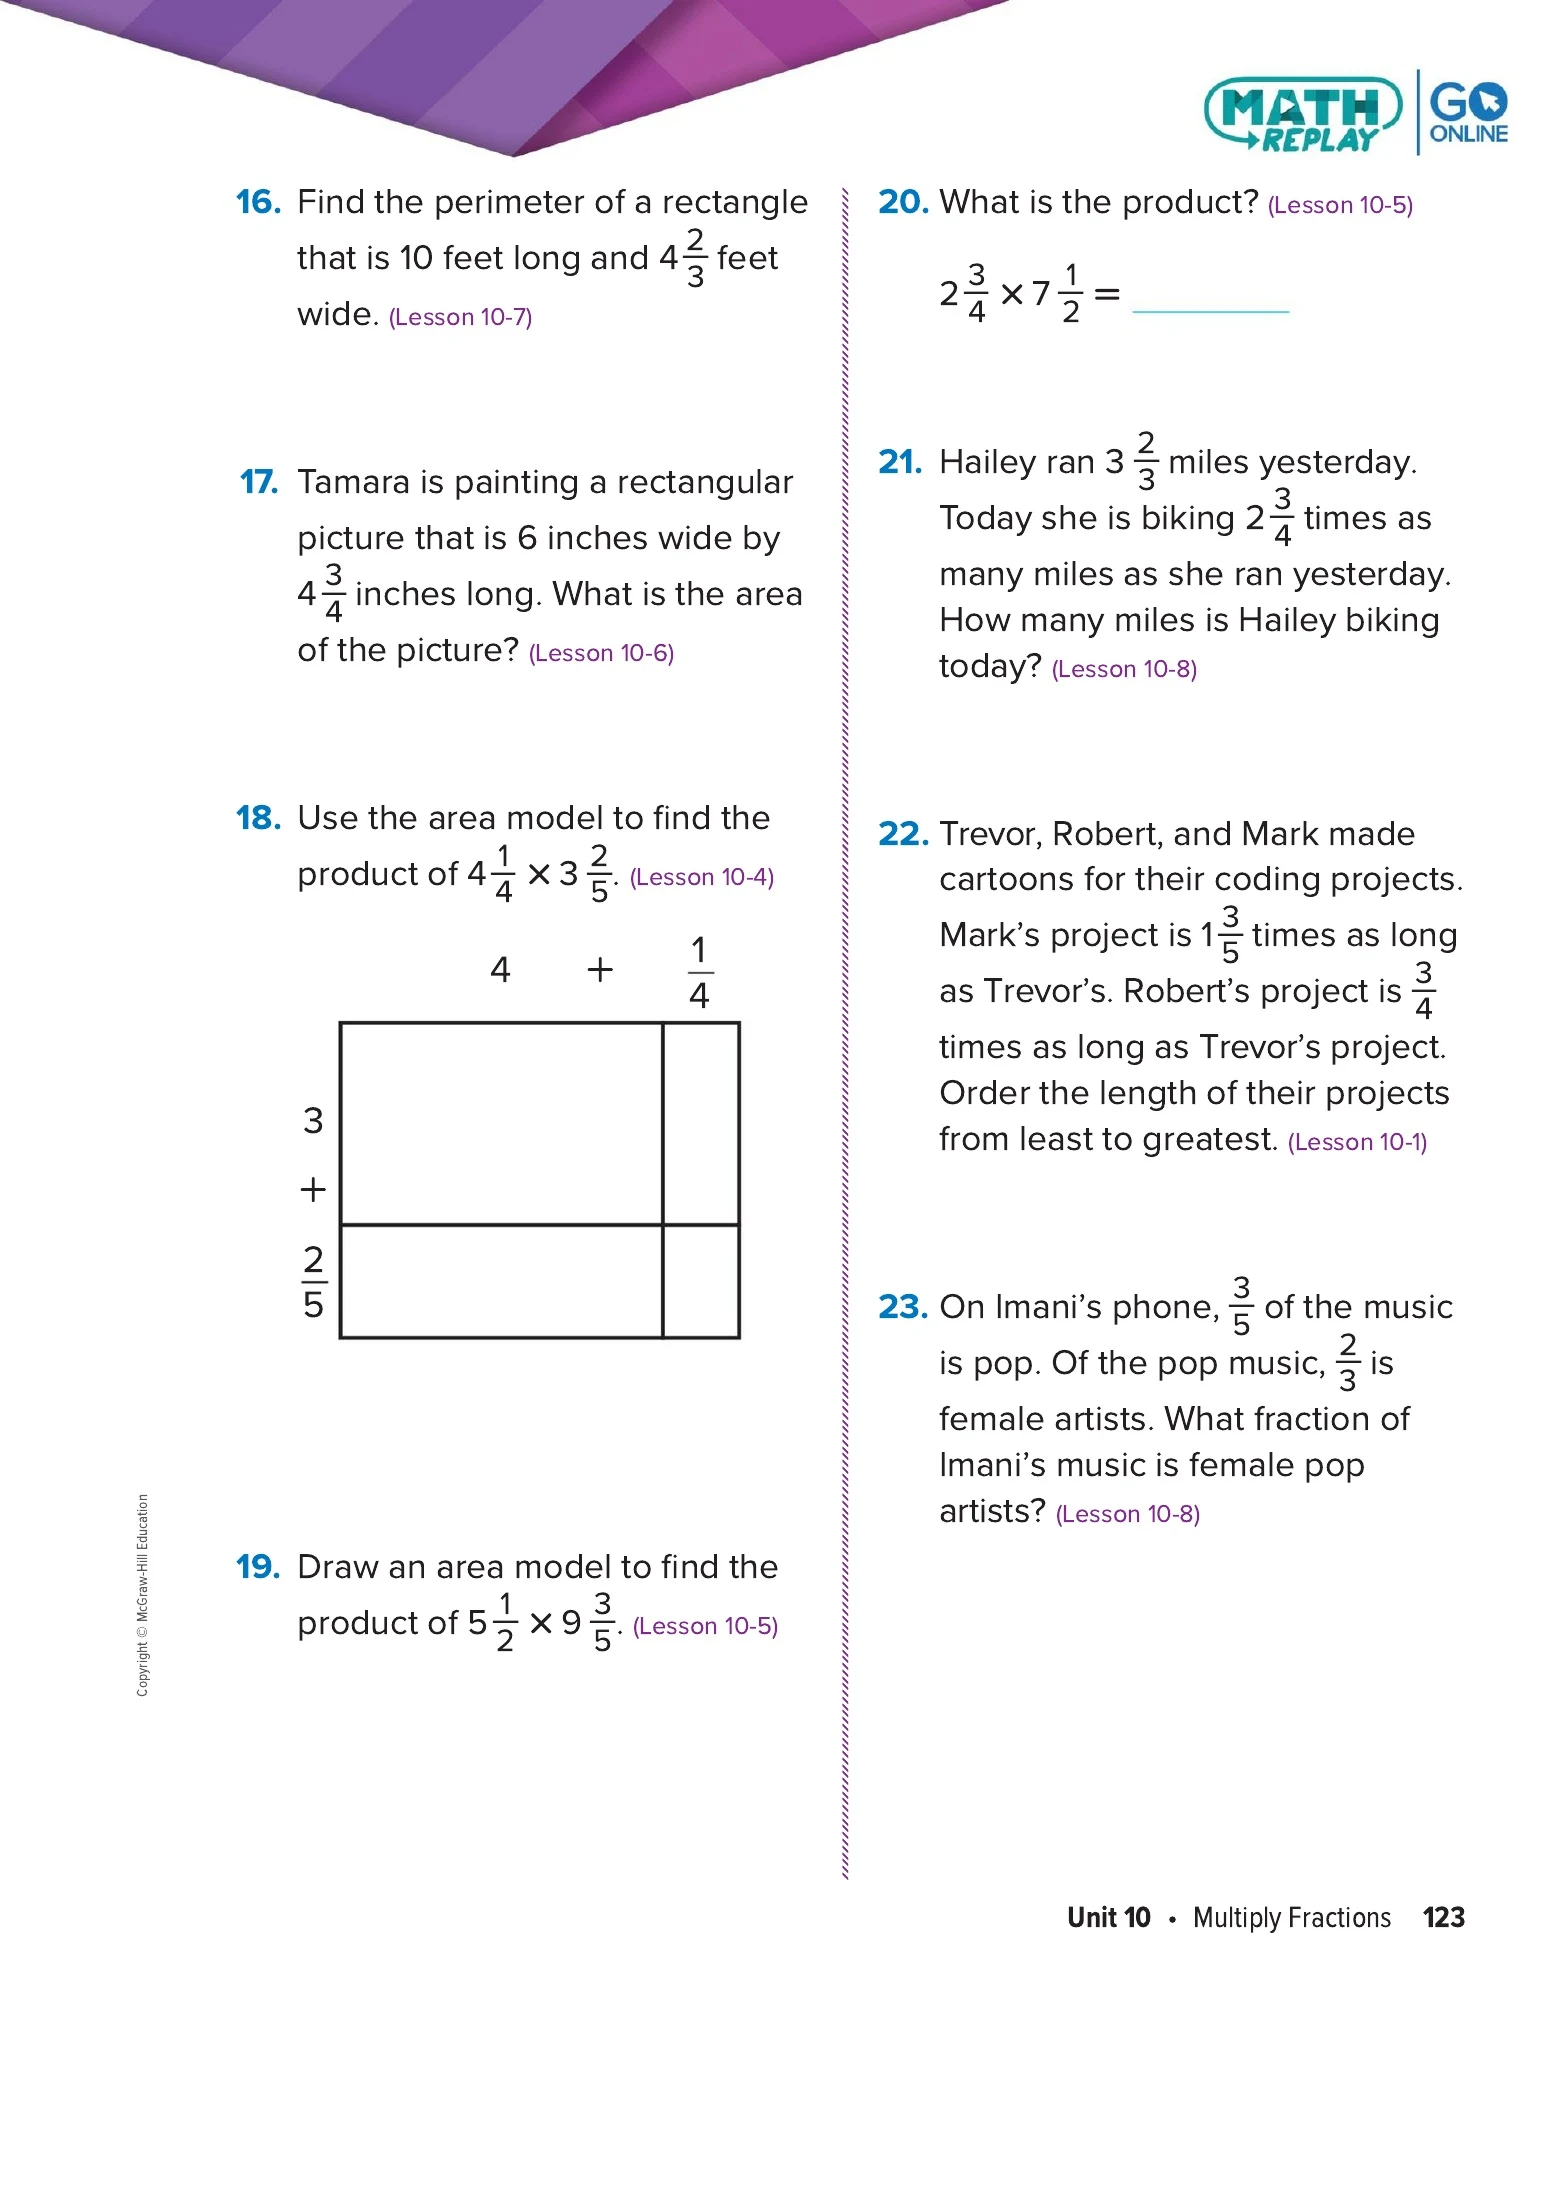 MATH
REPLAY
GO
ONLINE
16. Find the perimeter of a rectangle
that is 10 feet long and 4 2/3 feet
wide. (Lesson 10-7)
17. Tamara is painting a rectangular
picture that is 6 inches wide by
4 3/4 inches long. What is the area
of the picture? (Lesson 10-6)
18. Use the area model to find the
product of 4 1/4 × 3 2/5. (Lesson 10-4)
4 + 1/4
3
+
2/5
19. Draw an area model to find the
product of 5 1/2 × 9 3/5. (Lesson 10-5)
20. What is the product? (Lesson 10-5)
2 3/4 × 7 1/2 =
21. Hailey ran 3 2/3 miles yesterday.
Today she is biking 2 3/4 times as
many miles as she ran yesterday.
How many miles is Hailey biking
today? (Lesson 10-8)
22. Trevor, Robert, and Mark made
cartoons for their coding projects.
Mark’s project is 1 3/5 times as long
as Trevor’s. Robert’s project is 3/4
times as long as Trevor’s project.
Order the length of their projects
from least to greatest. (Lesson 10-1)
23. On Imani’s phone, 3/5 of the music
is pop. Of the pop music, 2/3 is
female artists. What fraction of
Imani’s music is female pop
artists? (Lesson 10-8)
Copyright © McGraw-Hill Education
Unit 10 • Multiply Fractions 123